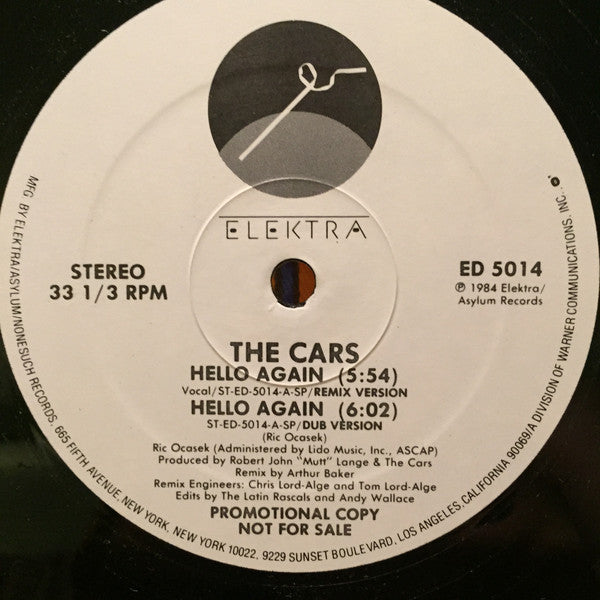 ELEKTRA
STEREO
33 1/3 RPM
ED 5014
℗ 1984 Elektra/
Asylum Records
THE CARS
HELLO AGAIN (5:54)
Vocal/ST-ED-5014-A-SP/REMIX VERSION
HELLO AGAIN (6:02)
ST-ED-5014-A-SP/DUB VERSION
(Ric Ocasek)
Ric Ocasek (Administered by Lido Music, Inc., ASCAP)
Produced by Robert John "Mutt" Lange & The Cars
Remix by Arthur Baker
Remix Engineers: Chris Lord-Alge and Tom Lord-Alge
Edits by The Latin Rascals and Andy Wallace
PROMOTIONAL COPY
NOT FOR SALE
MFG. BY ELEKTRA/ASYLUM/NONESUCH RECORDS, 665 FIFTH AVENUE, NEW YORK, NEW YORK 10022. 9229 SUNSET BOULEVARD, LOS ANGELES, CALIFORNIA 90069/A DIVISION OF WARNER COMMUNICATIONS, INC.